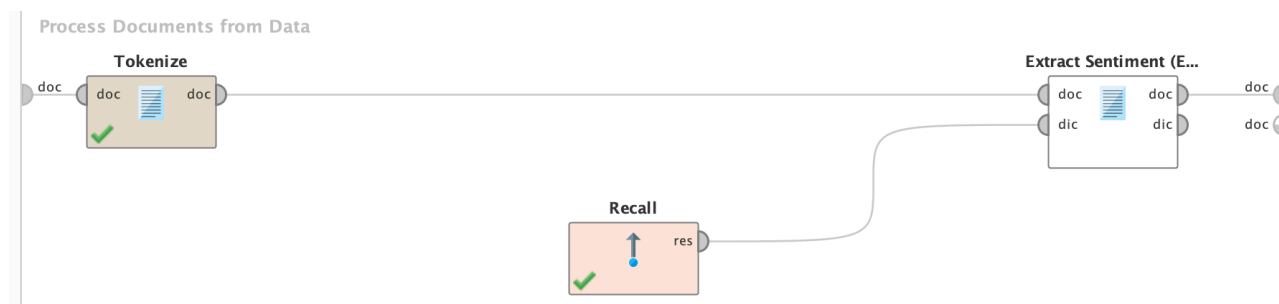 Process Documents from Data
Tokenize
Extract Sentiment (E...
doc
doc
doc
doc
doc
doc
dic
dic
doc
Recall
res